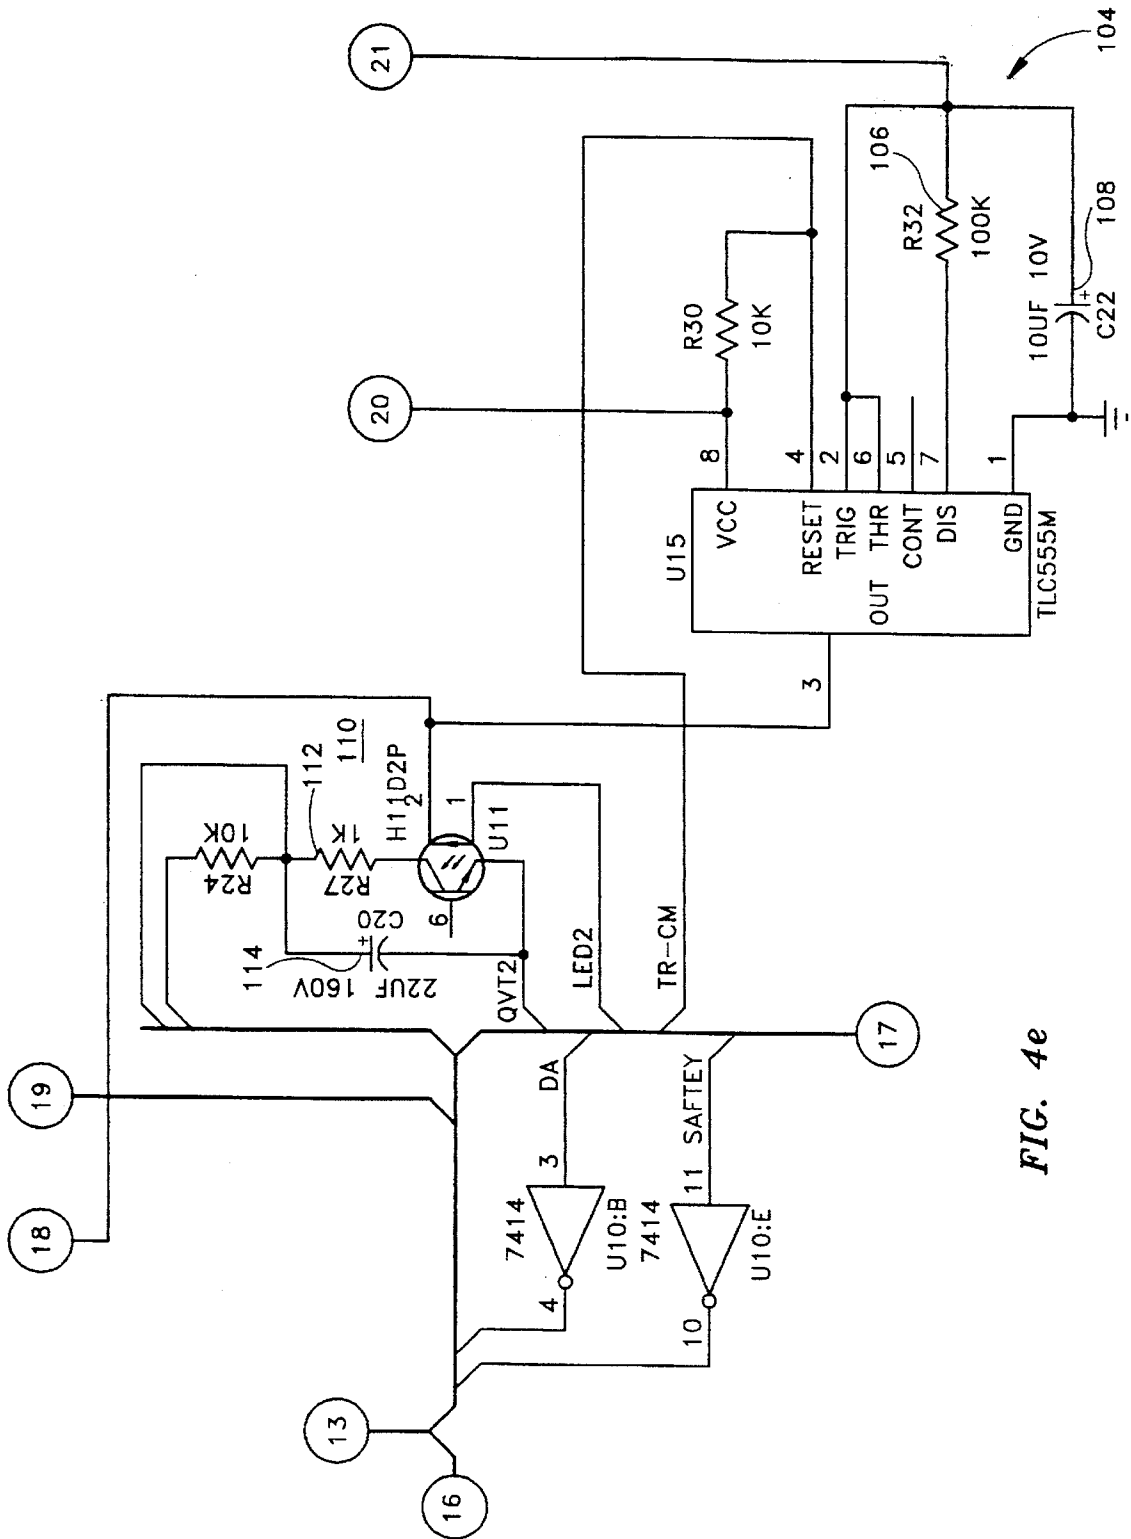 21
20
18
19
13
16
17
104
106
R32
100K
108
10UF 10V
+
C22
R30
10K
8
4
2
6
5
7
1
U15
VCC
RESET
TRIG
THR
CONT
DIS
GND
OUT
TLC555M
3
110
112
H11D2P
2
1
U11
6
R24
10K
R27
1K
114
+
C20
22UF 160V
QVT2
LED2
TR-CM
DA
3
7414
U10:B
4
11 SAFTEY
7414
U10:E
10
FIG. 4e